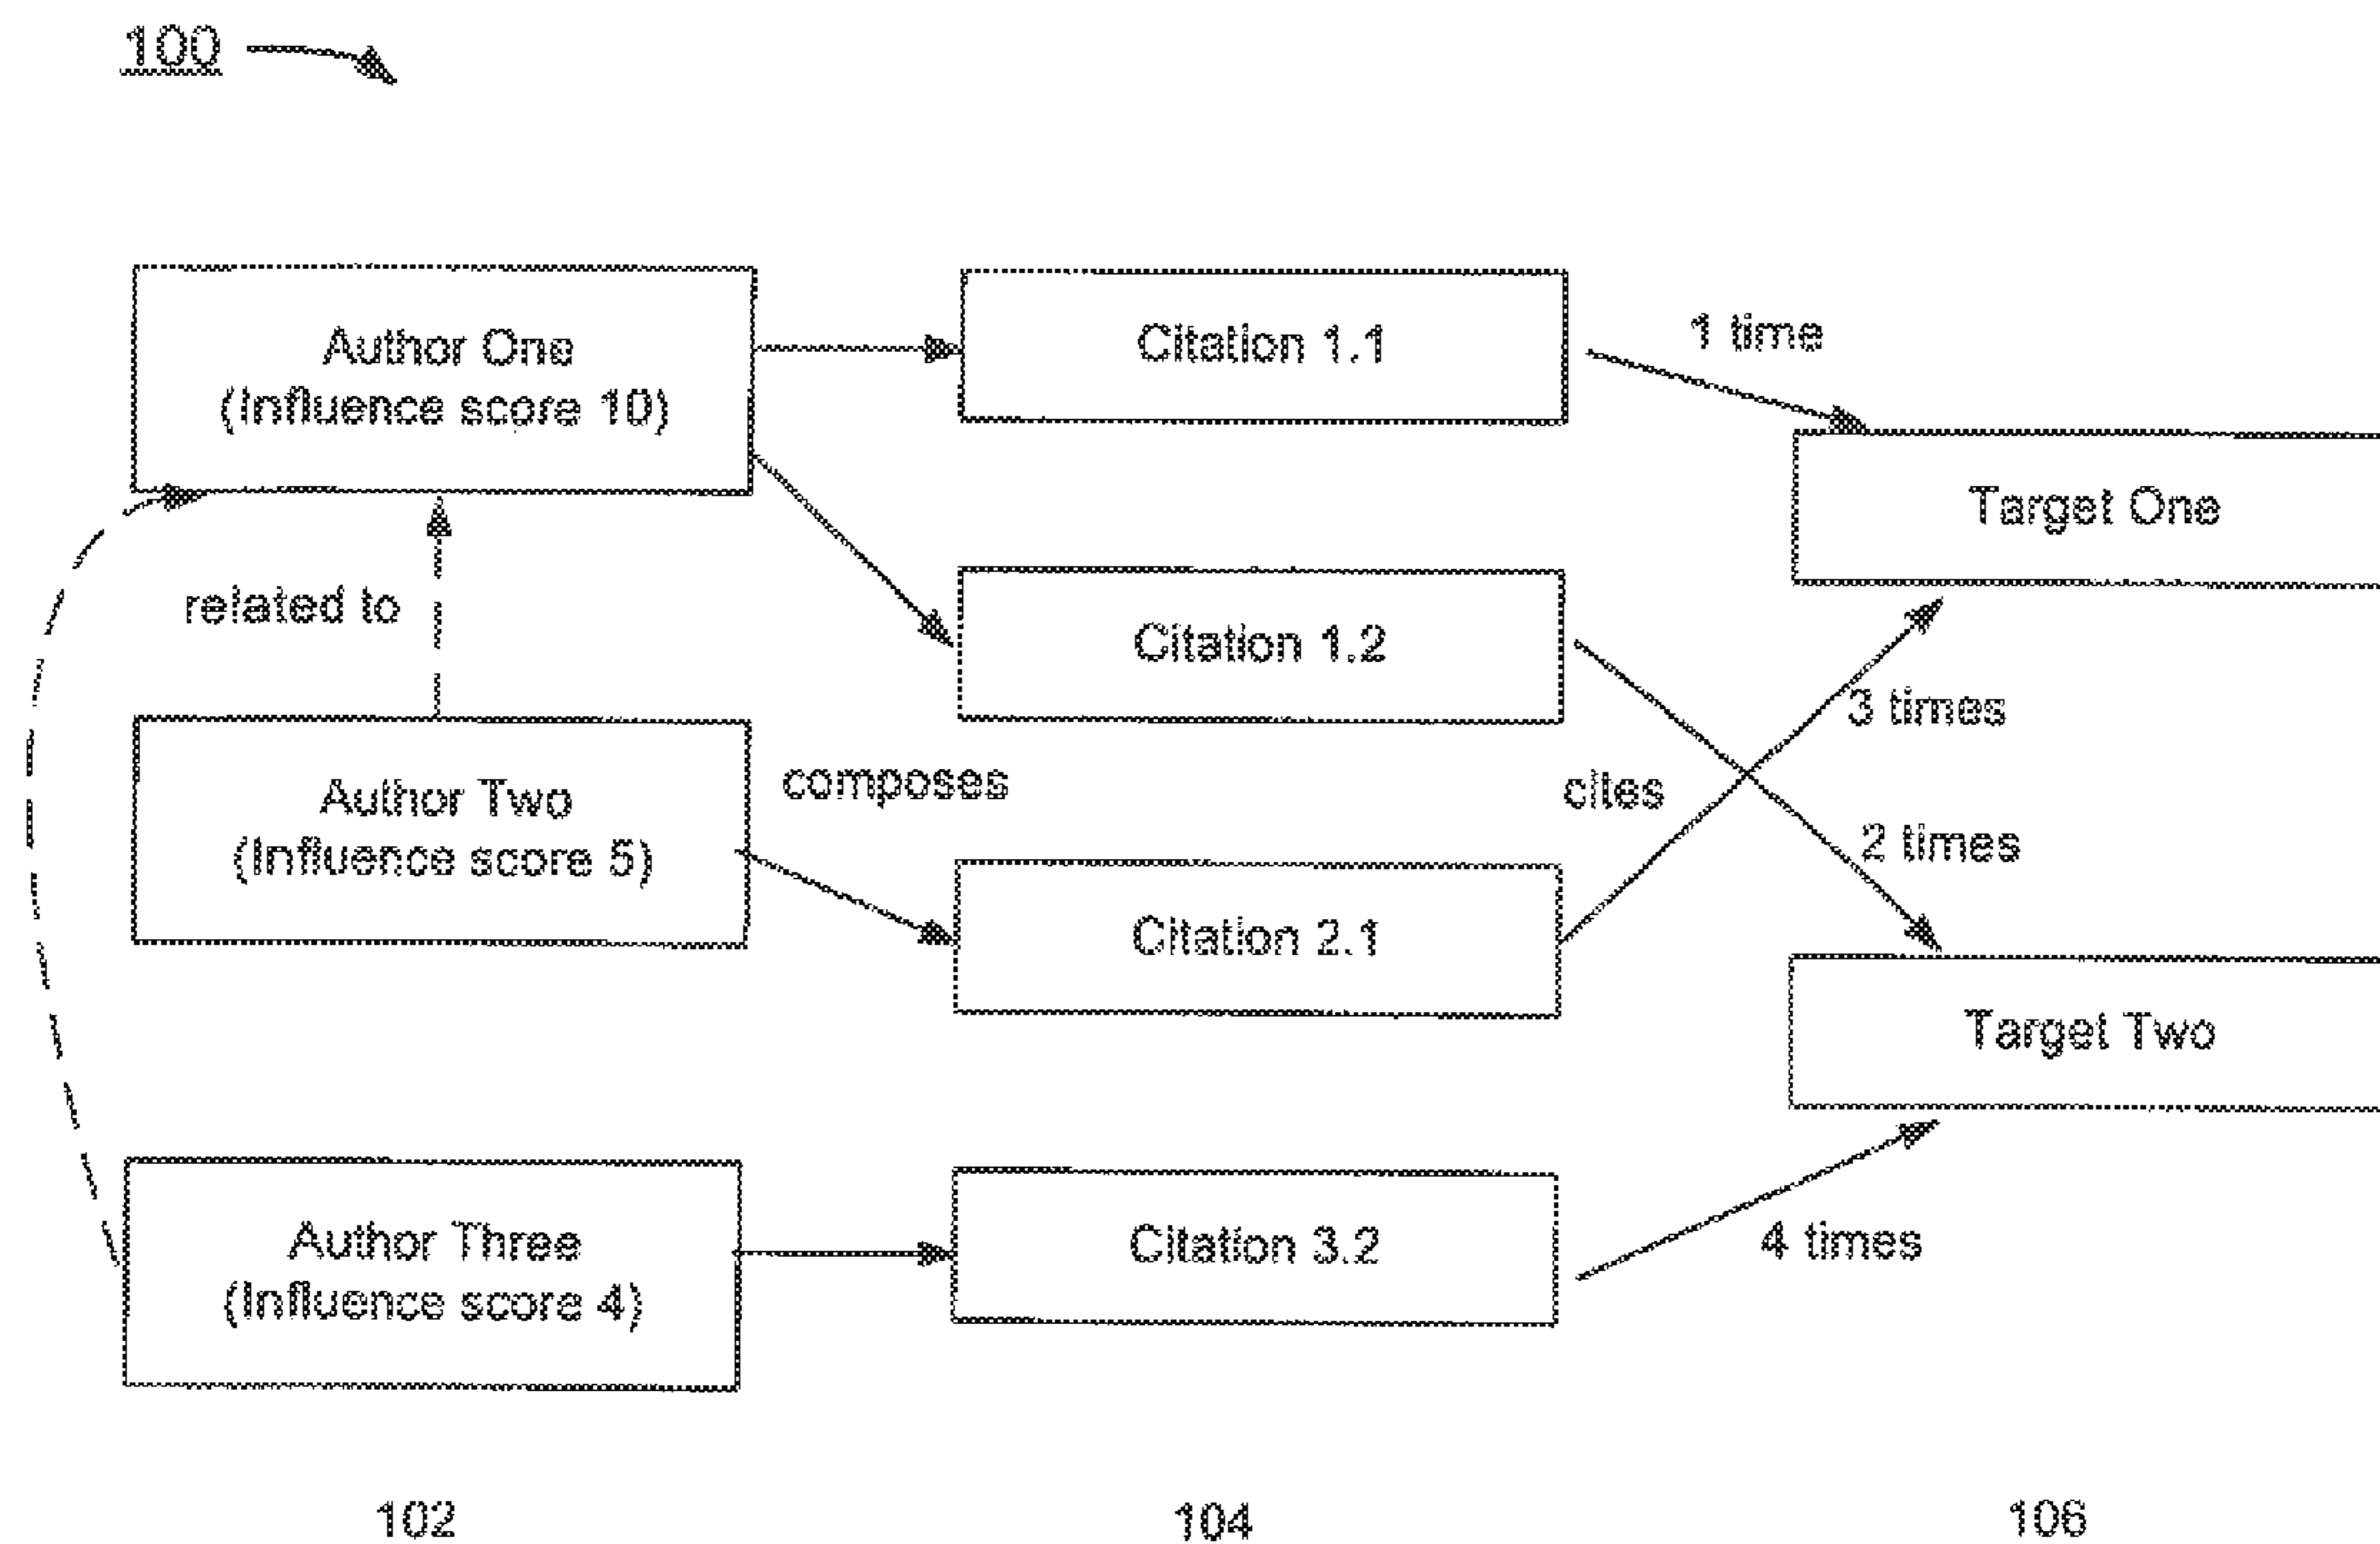 100
Author One
(Influence score 10)
Citation 1.1
1 time
Target One
related to
Citation 1.2
3 times
Author Two
(Influence score 5)
composes
cites
2 times
Citation 2.1
Target Two
Author Three
(Influence score 4)
Citation 3.2
4 times
102
104
106